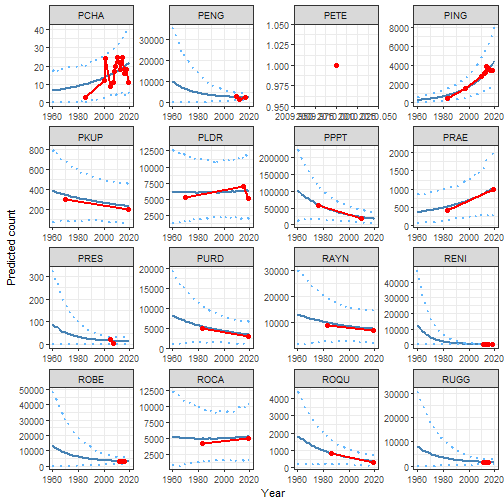 PCHA PENG PETE PING
40 30 20 10 0
30000 20000 10000 0
1.050 1.025 1.000 0.975 0.950
8000 6000 4000 2000 0
1960 1980 2000 2020 1960 1980 2000 2020 1960 1980 2000 2020
PKUP PLDR PPPT PRAE
800 600 400 200
12500 10000 7500 5000 2500
200000 150000 100000 50000 0
2000 1500 1000 500 0
1960 1980 2000 2020 1960 1980 2000 2020 1960 1980 2000 2020 1960 1980 2000 2020
PRES PURD RAYN RENI
300 200 100 0
20000 15000 10000 5000 0
30000 20000 10000
40000 30000 20000 10000 0
1960 1980 2000 2020 1960 1980 2000 2020 1960 1980 2000 2020 1960 1980 2000 2020
ROBE ROCA ROQU RUGG
50000 40000 30000 20000 10000 0
12500 10000 7500 5000 2500
4000 3000 2000 1000 0
30000 20000 10000 0
1960 1980 2000 2020 1960 1980 2000 2020 1960 1980 2000 2020 1960 1980 2000 2020
Predicted count
Year